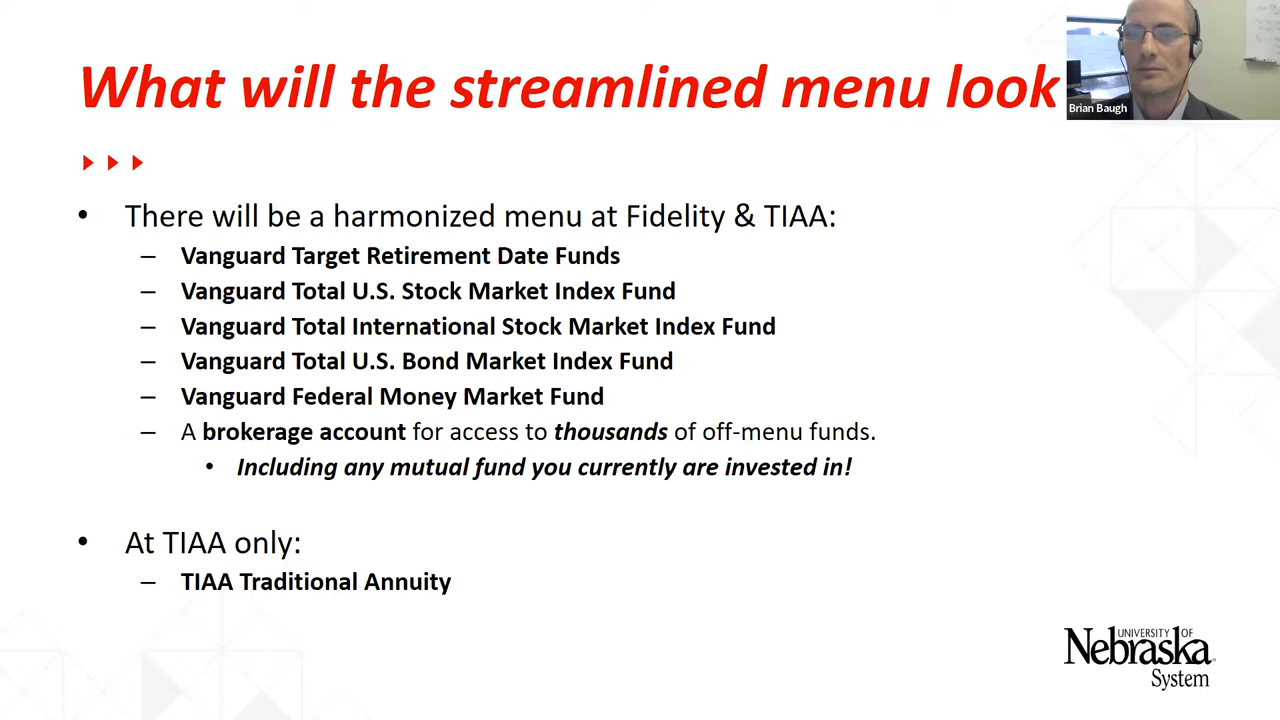 What will the streamlined menu look
Brian Baugh
• There will be a harmonized menu at Fidelity & TIAA:
– Vanguard Target Retirement Date Funds
– Vanguard Total U.S. Stock Market Index Fund
– Vanguard Total International Stock Market Index Fund
– Vanguard Total U.S. Bond Market Index Fund
– Vanguard Federal Money Market Fund
– A brokerage account for access to thousands of off-menu funds.
• Including any mutual fund you currently are invested in!
• At TIAA only:
– TIAA Traditional Annuity
UNIVERSITY OF
Nebraska
System